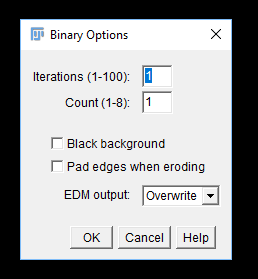 Binary Options
Iterations (1-100): 1
Count (1-8): 1
Black background
Pad edges when eroding
EDM output: Overwrite
OK Cancel Help